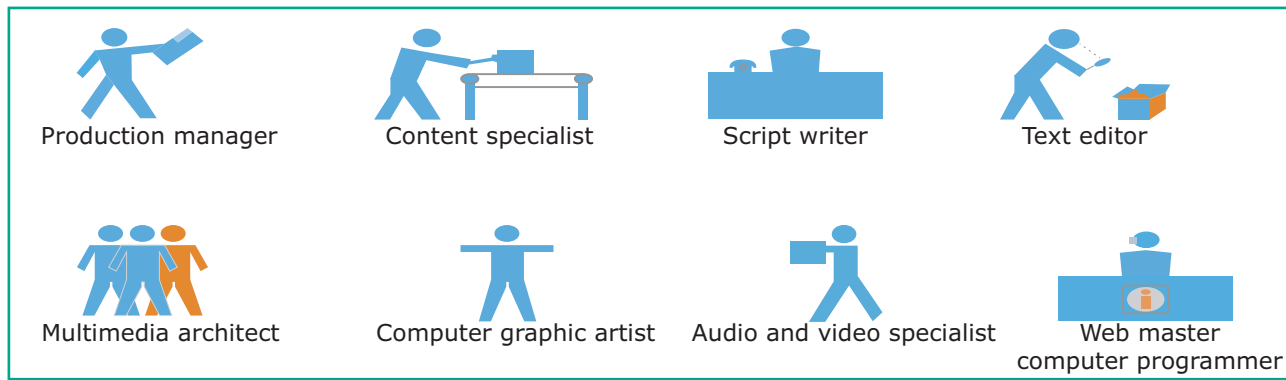 Production manager
Content specialist
Script writer
Text editor
Multimedia architect
Computer graphic artist
Audio and video specialist
Web master
computer programmer